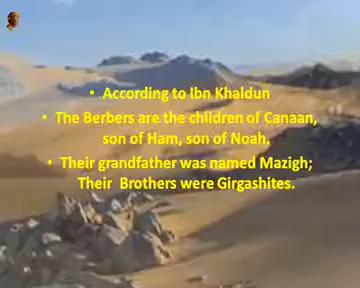 • According to Ibn Khaldun
• The Berbers are the children of Canaan,
son of Ham, son of Noah.
• Their grandfather was named Mazigh;
Their Brothers were Girgashites.